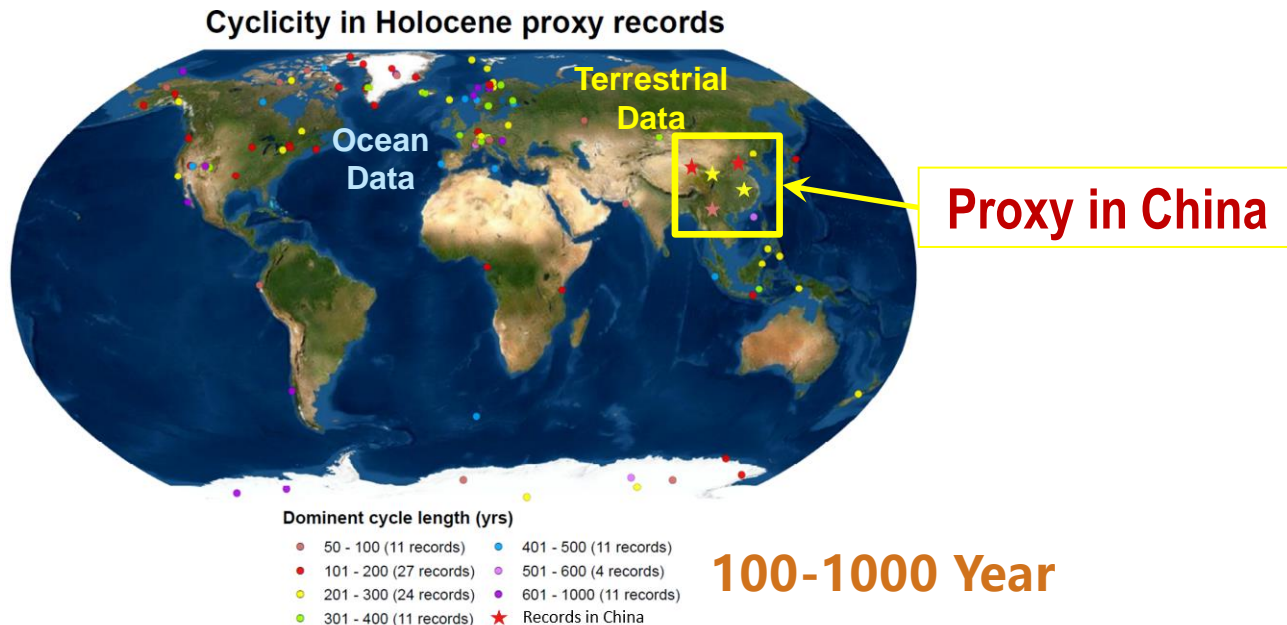 Cyclicity in Holocene proxy records
Terrestrial
Data
Ocean
Data
Proxy in China
Dominent cycle length (yrs)
50 - 100 (11 records)
101 - 200 (27 records)
201 - 300 (24 records)
301 - 400 (11 records)
401 - 500 (11 records)
501 - 600 (4 records)
601 - 1000 (11 records)
Records in China
100-1000 Year